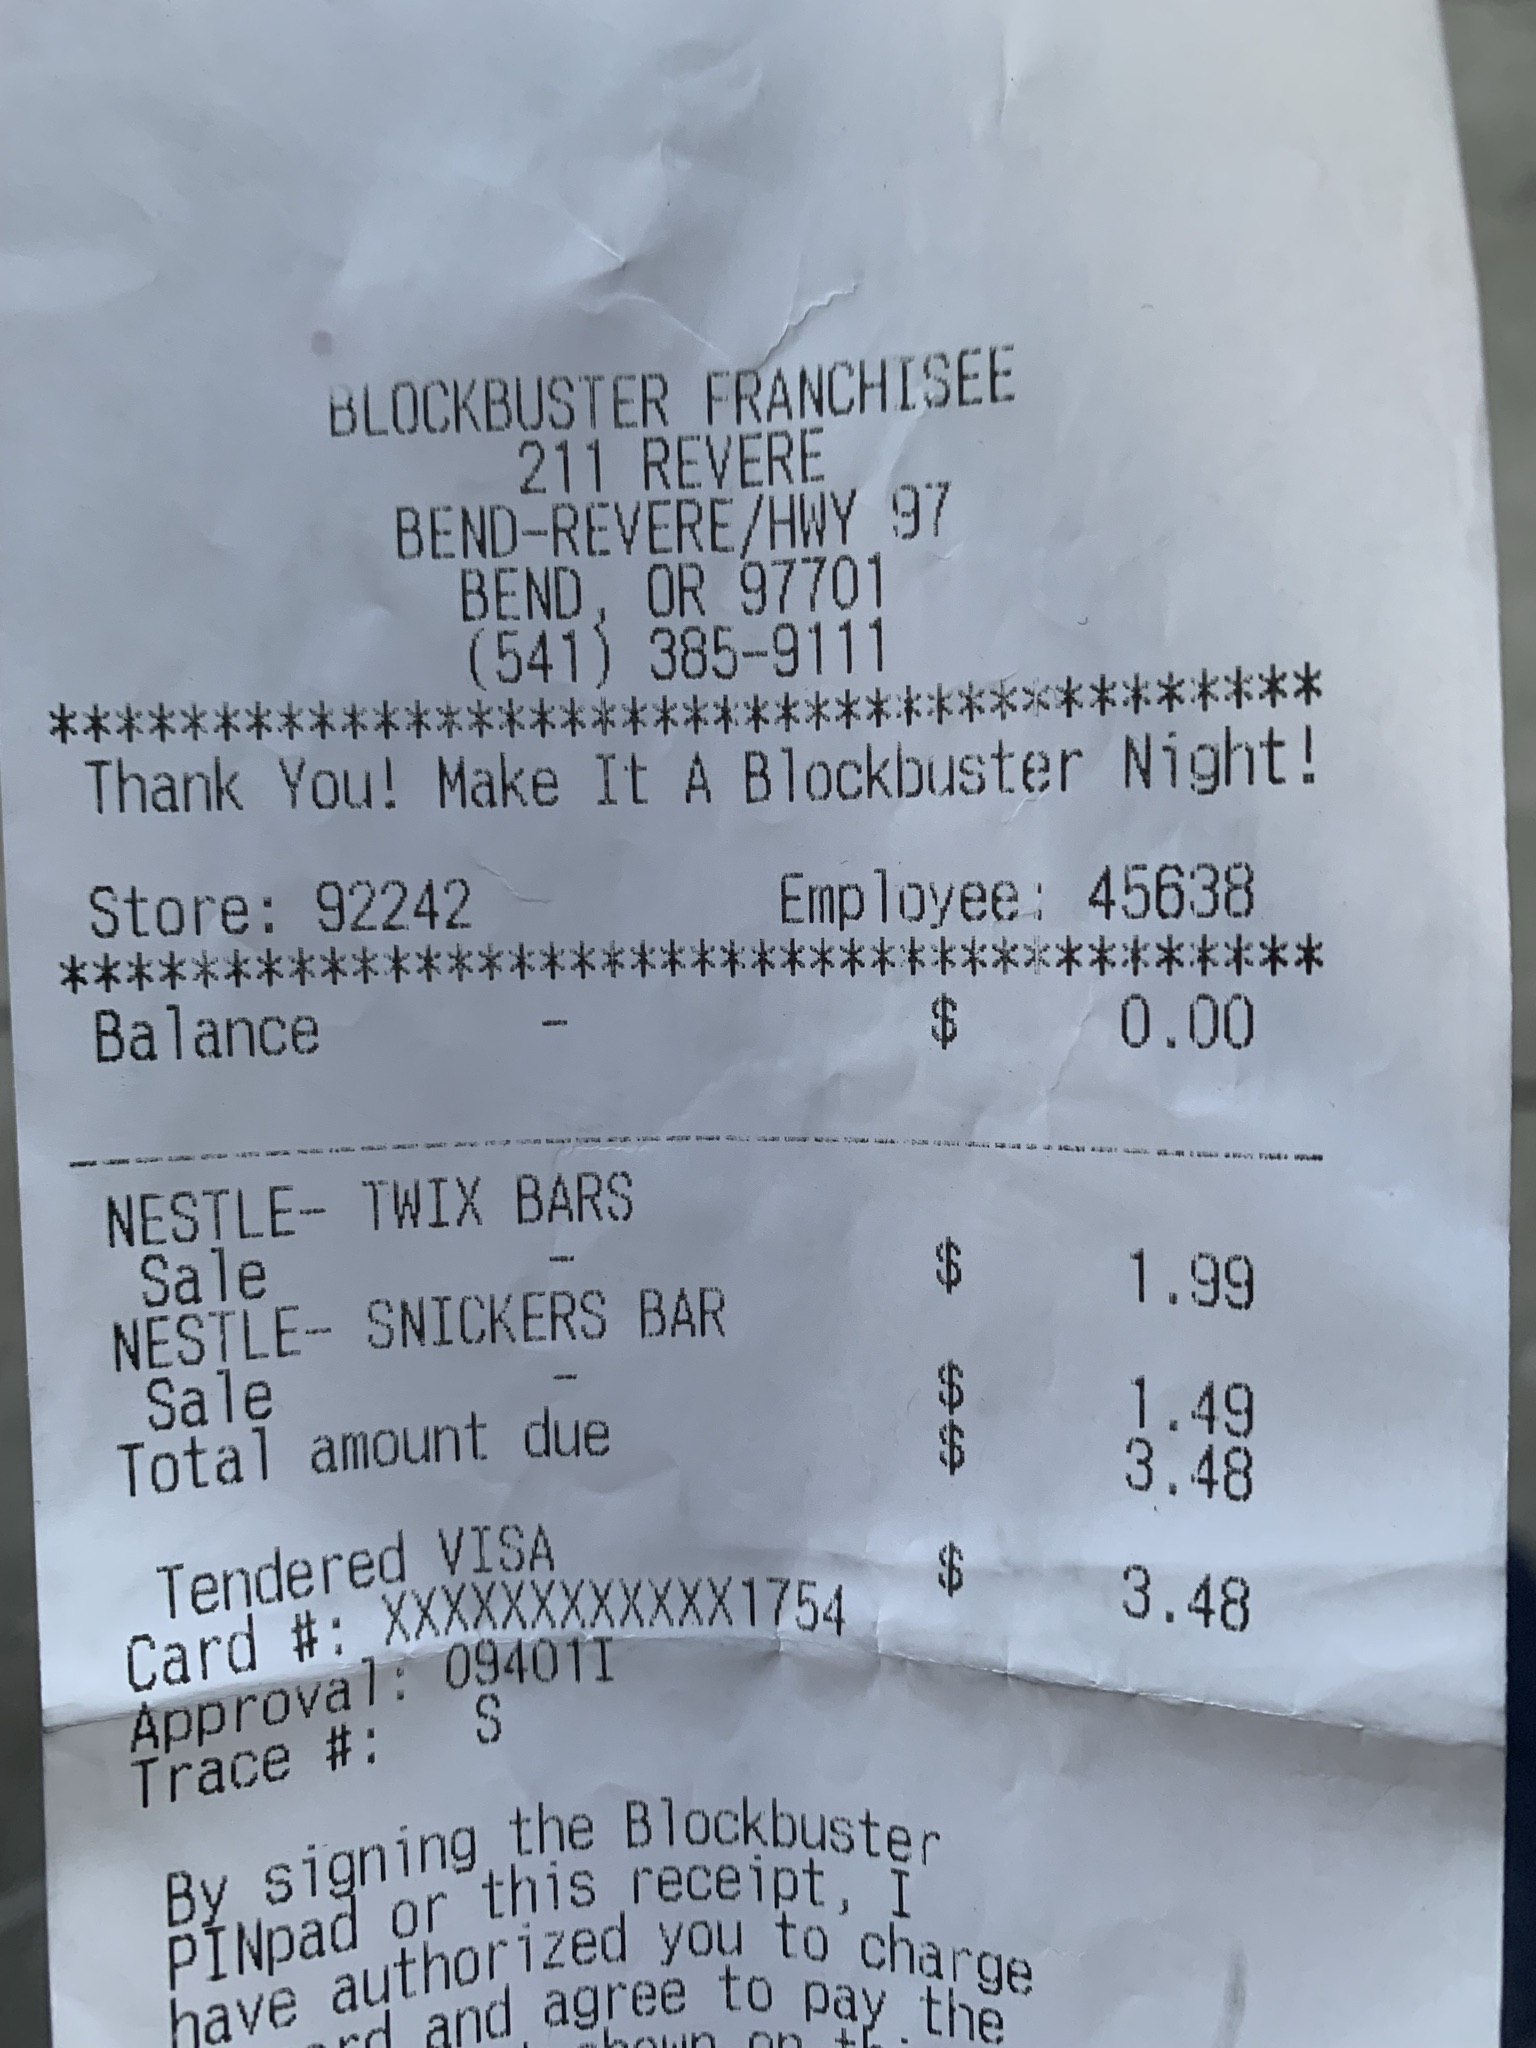 BLOCKBUSTER FRANCHISEE
211 REVERE
BEND-REVERE/HWY 97
BEND, OR 97701
(541) 385-9111
****************************************
Thank You! Make It A Blockbuster Night!
Store: 92242 Employee: 45638
****************************************
Balance - $ 0.00
NESTLE- TWIX BARS
Sale - $ 1.99
NESTLE- SNICKERS BAR
Sale - $ 1.49
Total amount due $ 3.48
Tendered VISA $ 3.48
Card #: XXXXXXXXXXXX1754
Approval: 09401I
Trace #: S
By signing the Blockbuster
PINpad or this receipt, I
have authorized you to charge
and agree to pay the
shown on